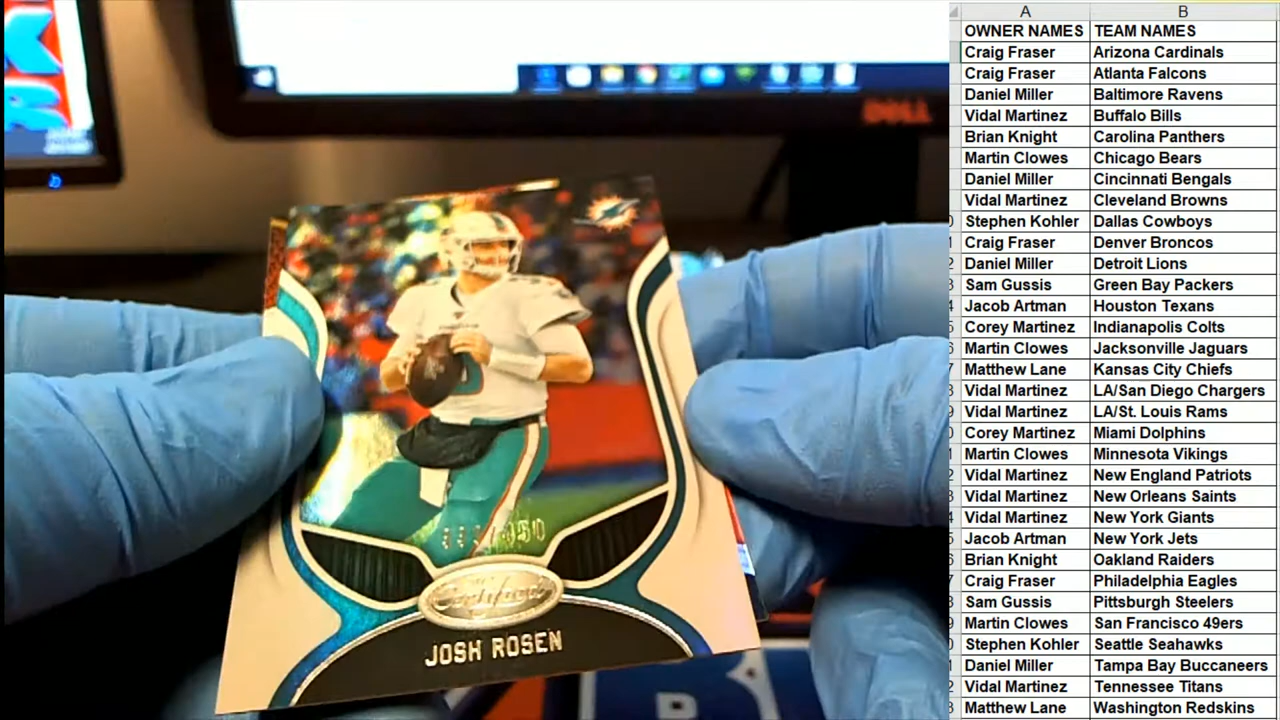 DELL
Certified
JOSH ROSEN
A B
OWNER NAMES TEAM NAMES
Craig Fraser Arizona Cardinals
Craig Fraser Atlanta Falcons
Daniel Miller Baltimore Ravens
Vidal Martinez Buffalo Bills
Brian Knight Carolina Panthers
Martin Clowes Chicago Bears
Daniel Miller Cincinnati Bengals
Vidal Martinez Cleveland Browns
Stephen Kohler Dallas Cowboys
Craig Fraser Denver Broncos
Daniel Miller Detroit Lions
Sam Gussis Green Bay Packers
Jacob Artman Houston Texans
Corey Martinez Indianapolis Colts
Martin Clowes Jacksonville Jaguars
Matthew Lane Kansas City Chiefs
Vidal Martinez LA/San Diego Chargers
Vidal Martinez LA/St. Louis Rams
Corey Martinez Miami Dolphins
Martin Clowes Minnesota Vikings
Vidal Martinez New England Patriots
Vidal Martinez New Orleans Saints
Vidal Martinez New York Giants
Jacob Artman New York Jets
Brian Knight Oakland Raiders
Craig Fraser Philadelphia Eagles
Sam Gussis Pittsburgh Steelers
Martin Clowes San Francisco 49ers
Stephen Kohler Seattle Seahawks
Daniel Miller Tampa Bay Buccaneers
Vidal Martinez Tennessee Titans
Matthew Lane Washington Redskins